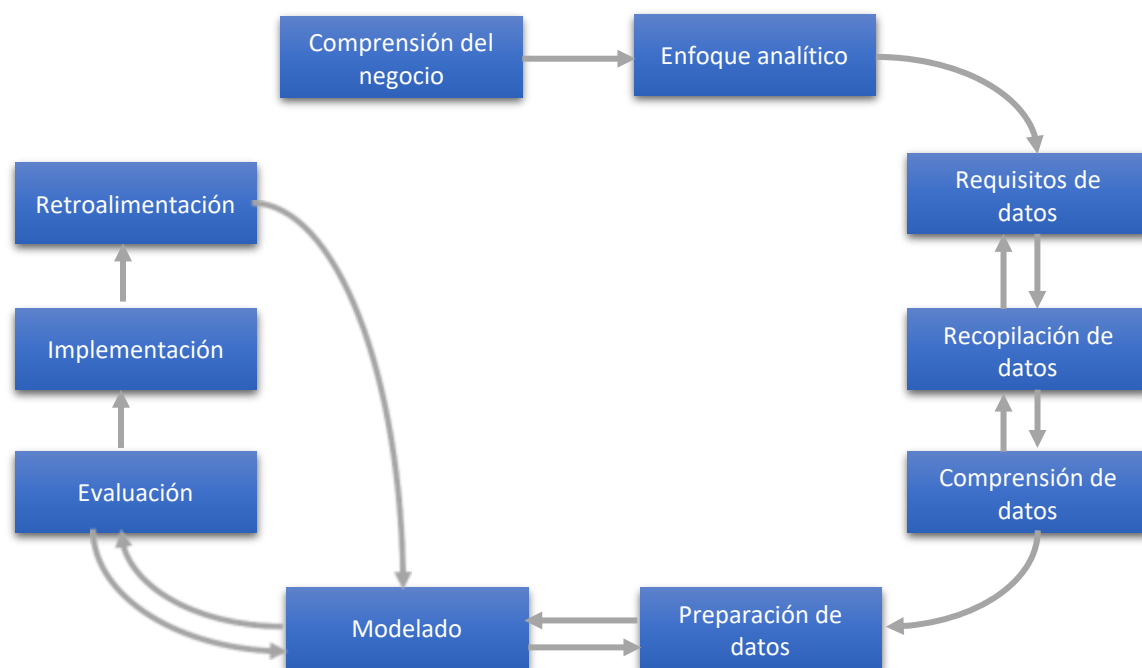 Comprensión del
negocio
Enfoque analítico
Requisitos de
datos
Recopilación de
datos
Comprensión de
datos
Preparación de
datos
Modelado
Evaluación
Implementación
Retroalimentación